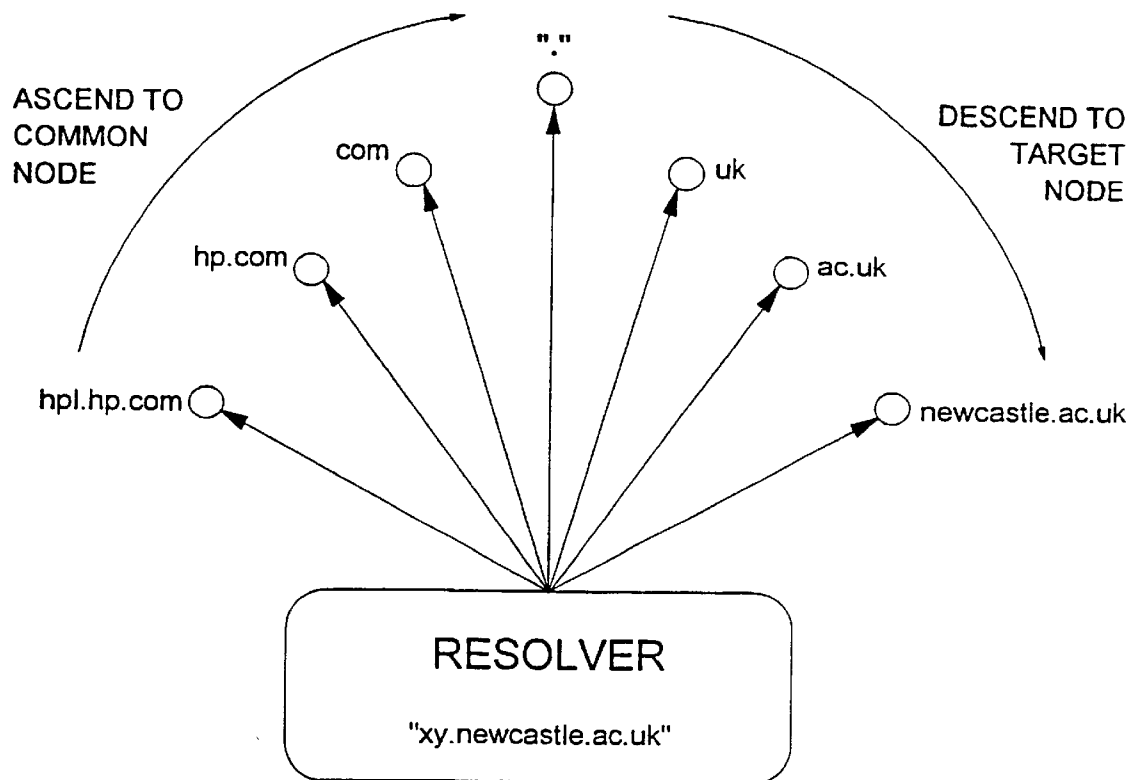 "."
ASCEND TO
COMMON
NODE
DESCEND TO
TARGET
NODE
com
uk
hp.com
ac.uk
hpl.hp.com
newcastle.ac.uk
RESOLVER
"xy.newcastle.ac.uk"